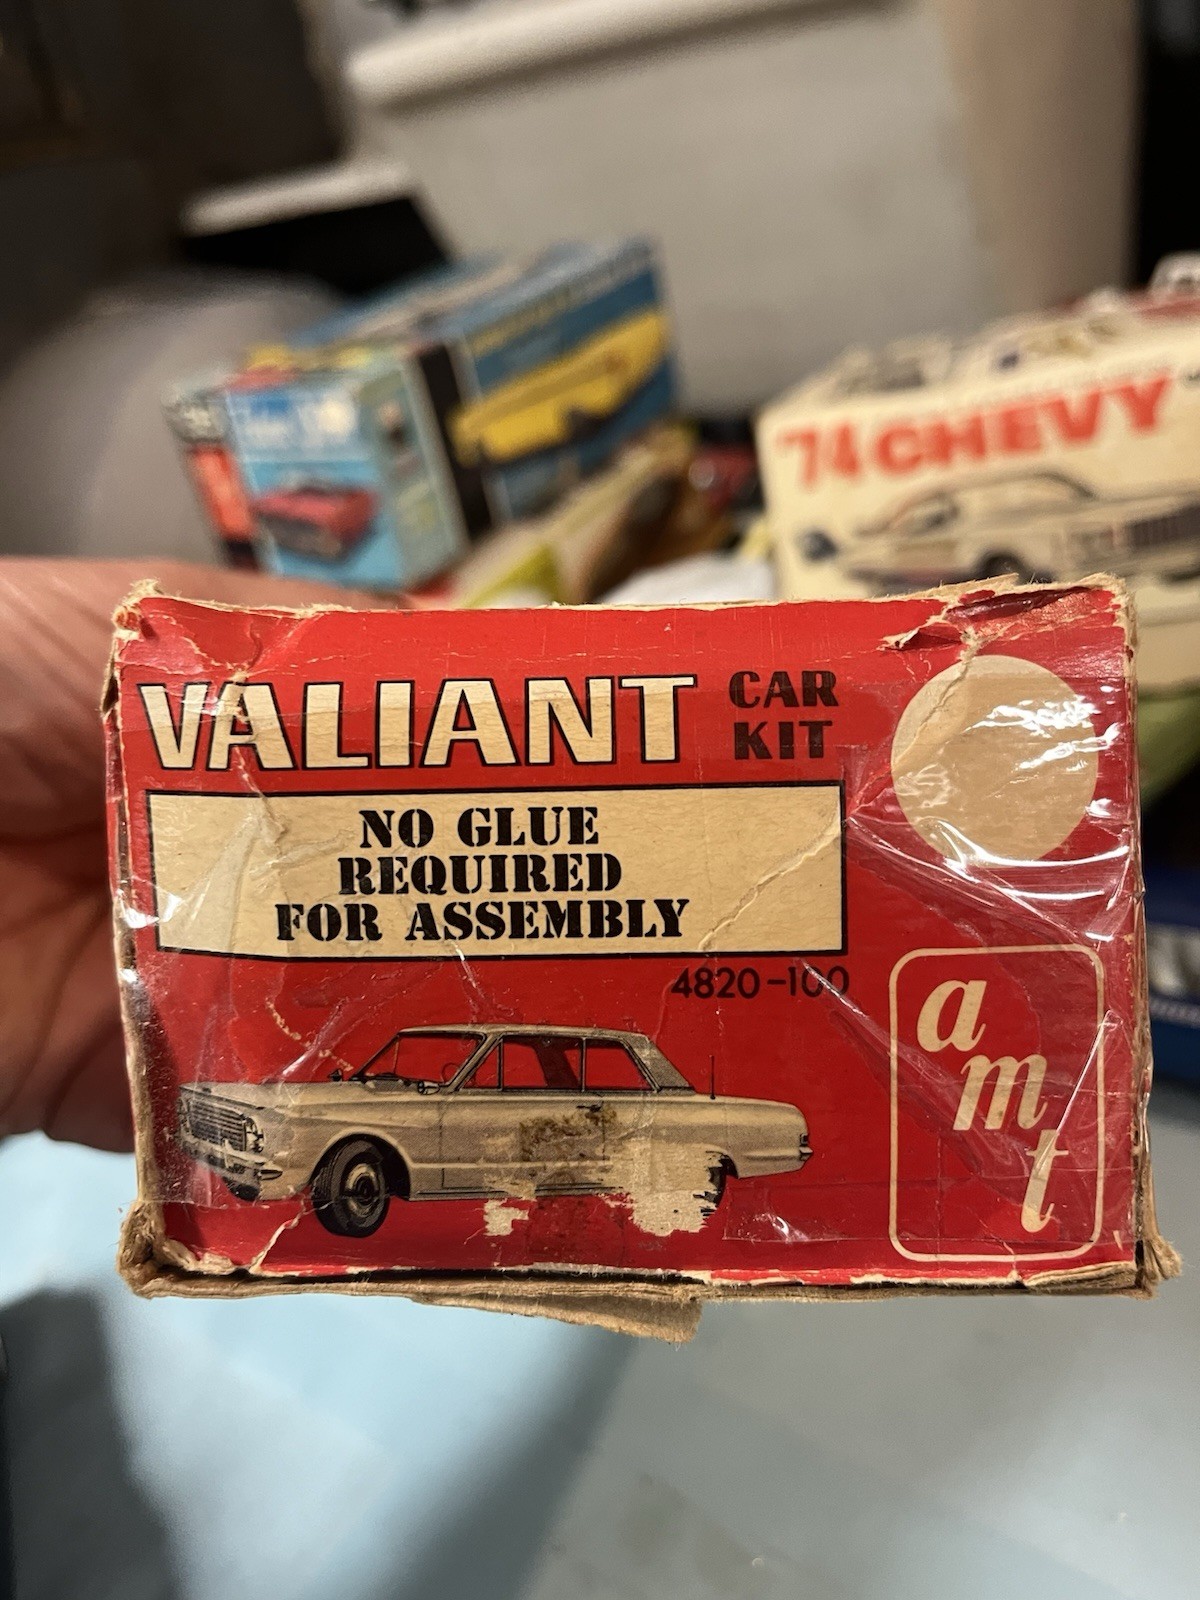 '74 CHEVY
VALIANT CAR
KIT
NO GLUE
REQUIRED
FOR ASSEMBLY
4820-100
amt